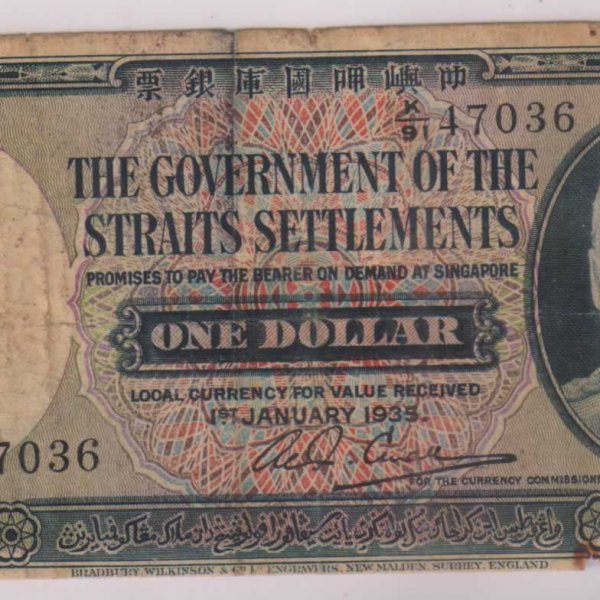 票銀庫國呷嶼叻
K/91 47036
THE GOVERNMENT OF THE
STRAITS SETTLEMENTS
PROMISES TO PAY THE BEARER ON DEMAND AT SINGAPORE
ONE DOLLAR
LOCAL CURRENCY FOR VALUE RECEIVED
1ST JANUARY 1935.
7036
FOR THE CURRENCY COMMISSIONE
BRADBURY, WILKINSON & Co Ld ENGRAVERS, NEW MALDEN, SURREY, ENGLAND.